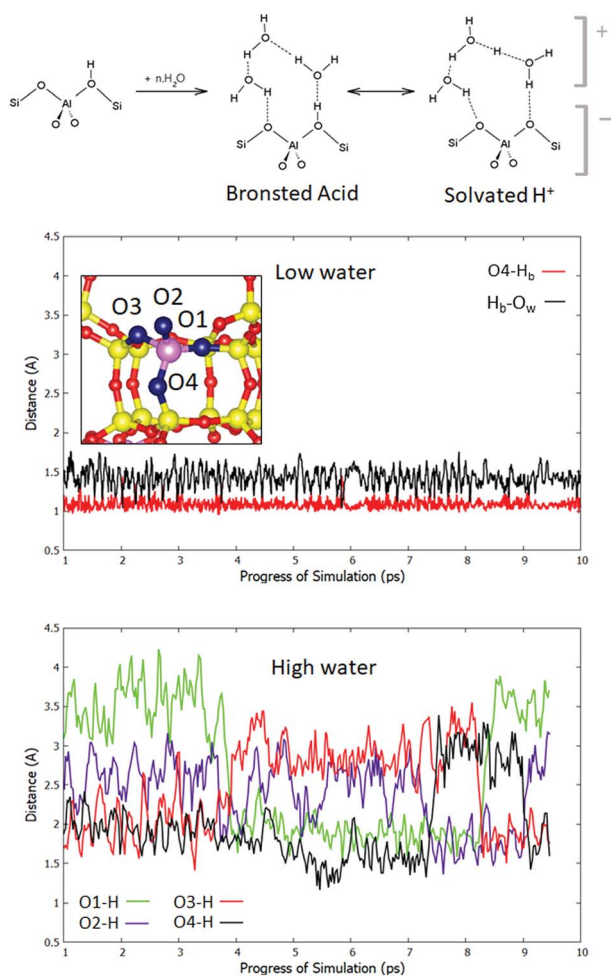 H
O
H
H
O
H
H
O
H
H
O
H
H
O
H
H
O
H
H
O
H
+
H
O
O
Al
O
O
Si
Si
+ n.H₂O
H
O
O
Al
O
O
Si
Si
O
O
Al
O
O
Si
Si
−
Bronsted Acid
Solvated H⁺
Low water
O4-H_b
H_b-O_w
O1
O2
O3
O4
Distance (A)
4.5
4
3.5
3
2.5
2
1.5
1
0.5
1 2 3 4 5 6 7 8 9 10
Progress of Simulation (ps)
High water
Distance (A)
4.5
4
3.5
3
2.5
2
1.5
1
0.5
O1-H O3-H
O2-H O4-H
1 2 3 4 5 6 7 8 9 10
Progress of Simulation (ps)